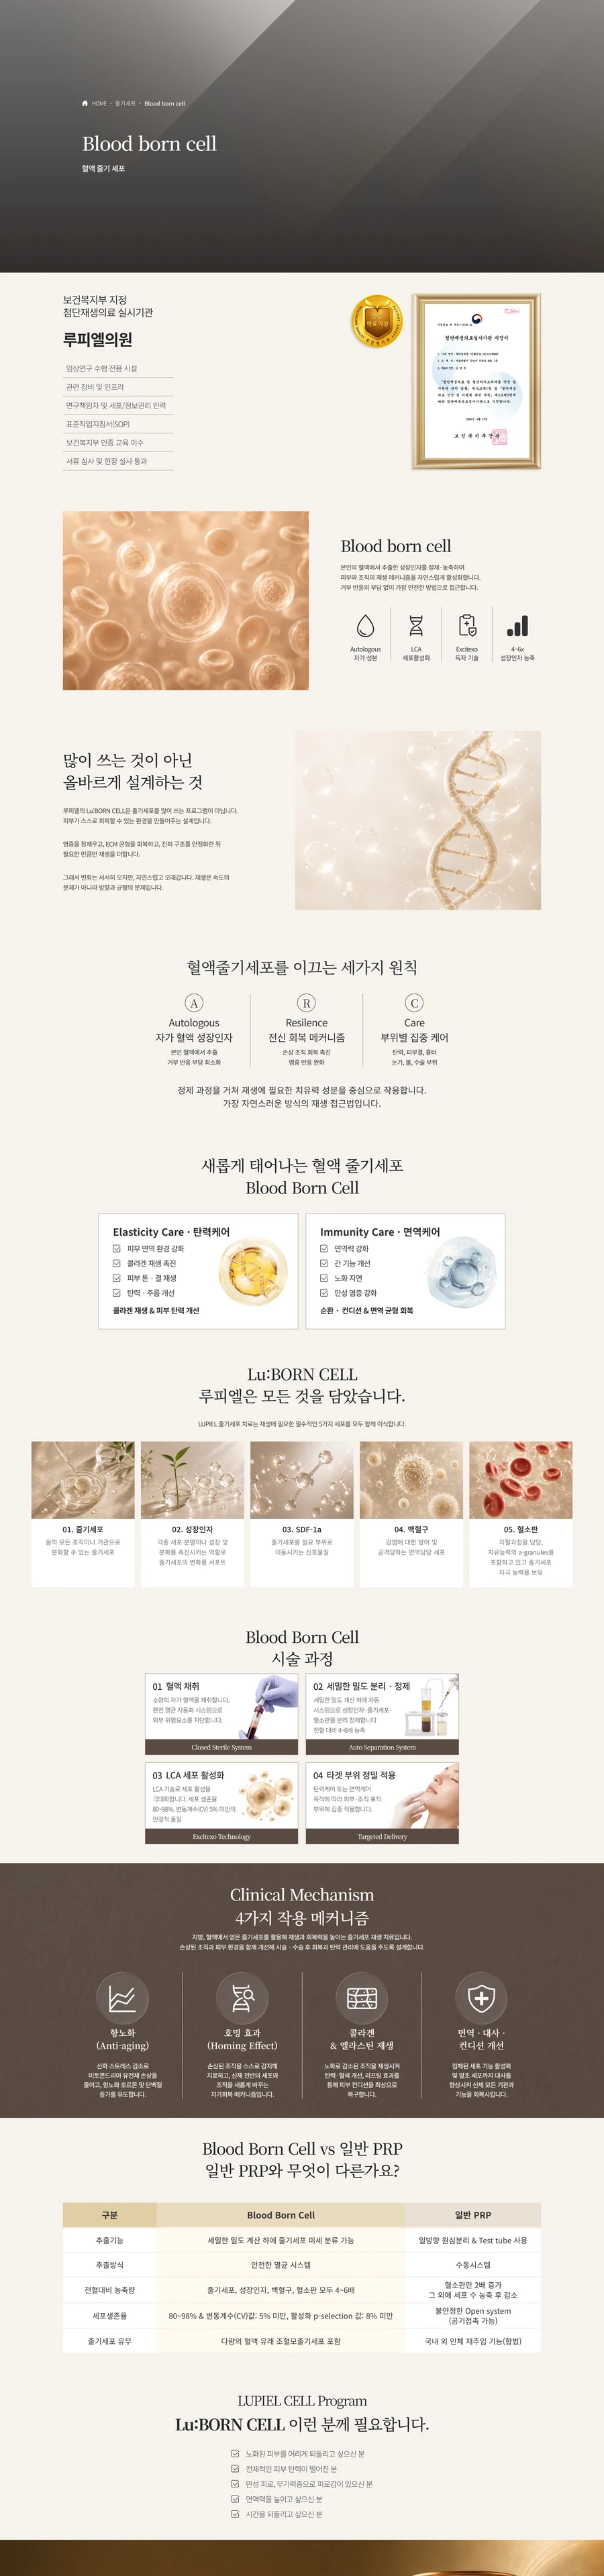 HOME - 줄기세포 - Blood born cell
Blood born cell
혈액 줄기 세포
보건복지부 지정
첨단재생의료 실시기관
루피엘의원
임상연구 수행 전용 시설
관련 장비 및 인프라
연구책임자 및 세포/정보관리 인력
표준작업지침서(SOP)
보건복지부 인증 교육 이수
서류 심사 및 현장 실사 통과
의료기관
첨단재생의료실시기관 지정서
보건복지부장관
Blood born cell
본인의 혈액에서 추출한 성장인자를 정제·농축하여
피부와 조직의 재생 메커니즘을 자연스럽게 활성화합니다.
거부 반응의 부담 없이 가장 안전한 방법으로 접근합니다.
Autologous
자가 성분
LCA
세포활성화
Excitexo
독자 기술
4~6x
성장인자 농축
많이 쓰는 것이 아닌
올바르게 설계하는 것
루피엘의 Lu:BORN CELL은 줄기세포를 많이 쓰는 프로그램이 아닙니다.
피부가 스스로 회복할 수 있는 환경을 만들어주는 설계입니다.
염증을 잠재우고, ECM 균형을 회복하고, 진피 구조를 안정화한 뒤
필요한 만큼만 재생을 더합니다.
그래서 변화는 서서히 오지만, 자연스럽고 오래갑니다. 재생은 속도의
문제가 아니라 방향과 균형의 문제입니다.
혈액줄기세포를 이끄는 세가지 원칙
A
Autologous
자가 혈액 성장인자
본인 혈액에서 추출
거부 반응 부담 최소화
R
Resilence
전신 회복 메커니즘
손상 조직 회복 촉진
염증 반응 완화
C
Care
부위별 집중 케어
탄력, 피부결, 흉터
눈가, 볼, 수술 부위
정제 과정을 거쳐 재생에 필요한 치유력 성분을 중심으로 작용합니다.
가장 자연스러운 방식의 재생 접근법입니다.
새롭게 태어나는 혈액 줄기세포
Blood Born Cell
Elasticity Care · 탄력케어
피부 면역 환경 강화
콜라겐 재생 촉진
피부 톤 · 결 재생
탄력 · 주름 개선
콜라겐 재생 & 피부 탄력 개선
Immunity Care · 면역케어
면역력 강화
간 기능 개선
노화 지연
만성 염증 강화
순환 · 컨디션 & 면역 균형 회복
Lu:BORN CELL
루피엘은 모든 것을 담았습니다.
LUPIEL 줄기세포 치료는 재생에 필요한 필수적인 5가지 세포를 모두 함께 이식합니다.
01. 줄기세포
몸의 모든 조직이나 기관으로
분화할 수 있는 줄기세포
02. 성장인자
각종 세포 분열이나 성장 및
분화를 촉진시키는 역할로
줄기세포의 변화를 서포트
03. SDF-1a
줄기세포를 필요 부위로
이동시키는 신호물질
04. 백혈구
감염에 대한 방어 및
공격담당하는 면역담당 세포
05. 혈소판
지혈과정을 담당,
치유능력의 a-granules를
포함하고 있고 줄기세포
자극 능력을 보유
Blood Born Cell
시술 과정
01 혈액 채취
소량의 자가 혈액을 채취합니다.
완전 멸균 자동화 시스템으로
외부 위험요소를 차단합니다.
Closed Sterile System
02 세밀한 밀도 분리 · 정제
세밀한 밀도 계산 하에 자동
시스템으로 성장인자·줄기세포·
혈소판을 분리 정제합니다
전혈 대비 4~6배 농축
Auto Separation System
03 LCA 세포 활성화
LCA 기술로 세포 활성을
극대화합니다. 세포 생존율
80~98%, 변동계수(CV) 5% 미만의
안정적 품질
Excitexo Technology
04 타겟 부위 정밀 적용
탄력케어 또는 면역케어
목적에 따라 피부·조직 표적
부위에 집중 적용합니다.
Targeted Delivery
Clinical Mechanism
4가지 작용 메커니즘
지방, 혈액에서 얻은 줄기세포를 활용해 재생과 회복력을 높이는 줄기세포 재생 치료입니다.
손상된 조직과 피부 환경을 함께 개선해 시술 · 수술 후 회복과 탄력 관리에 도움을 주도록 설계합니다.
항노화
(Anti-aging)
산화 스트레스 감소로
미토콘드리아 유전체 손상을
줄이고, 항노화 호르몬 및 단백질
증가를 유도합니다.
호밍 효과
(Homing Effect)
손상된 조직을 스스로 감지해
치료하고, 신체 전반의 세포와
조직을 새롭게 바꾸는
자가회복 메커니즘입니다.
콜라겐
& 엘라스틴 재생
노화로 감소된 조직을 재생시켜
탄력·혈색 개선, 리프팅 효과를
통해 피부 컨디션을 최상으로
복구합니다.
면역 · 대사 ·
컨디션 개선
침체된 세포 기능 활성화
및 말초 세포까지 대사를
향상시켜 신체 모든 기관과
기능을 회복시킵니다.
Blood Born Cell vs 일반 PRP
일반 PRP와 무엇이 다른가요?
구분 Blood Born Cell 일반 PRP
추출기능 세밀한 밀도 계산 하에 줄기세포 미세 분류 가능 일방향 원심분리 & Test tube 사용
추출방식 안전한 멸균 시스템 수동시스템
전혈대비 농축량 줄기세포, 성장인자, 백혈구, 혈소판 모두 4~6배 혈소판만 2배 증가
그 외에 세포 수 농축 후 감소
세포생존율 80~98% & 변동계수(CV)값: 5% 미만, 활성화 p-selection 값: 8% 미만 불안정한 Open system
(공기접촉 가능)
줄기세포 유무 다량의 혈액 유래 조혈모줄기세포 포함 국내 외 인체 재주입 기능(합법)
LUPIEL CELL Program
Lu:BORN CELL 이런 분께 필요합니다.
노화된 피부를 어리게 되돌리고 싶으신 분
전체적인 피부 탄력이 떨어진 분
만성 피로, 무기력증으로 피로감이 있으신 분
면역력을 높이고 싶으신 분
시간을 되돌리고 싶으신 분